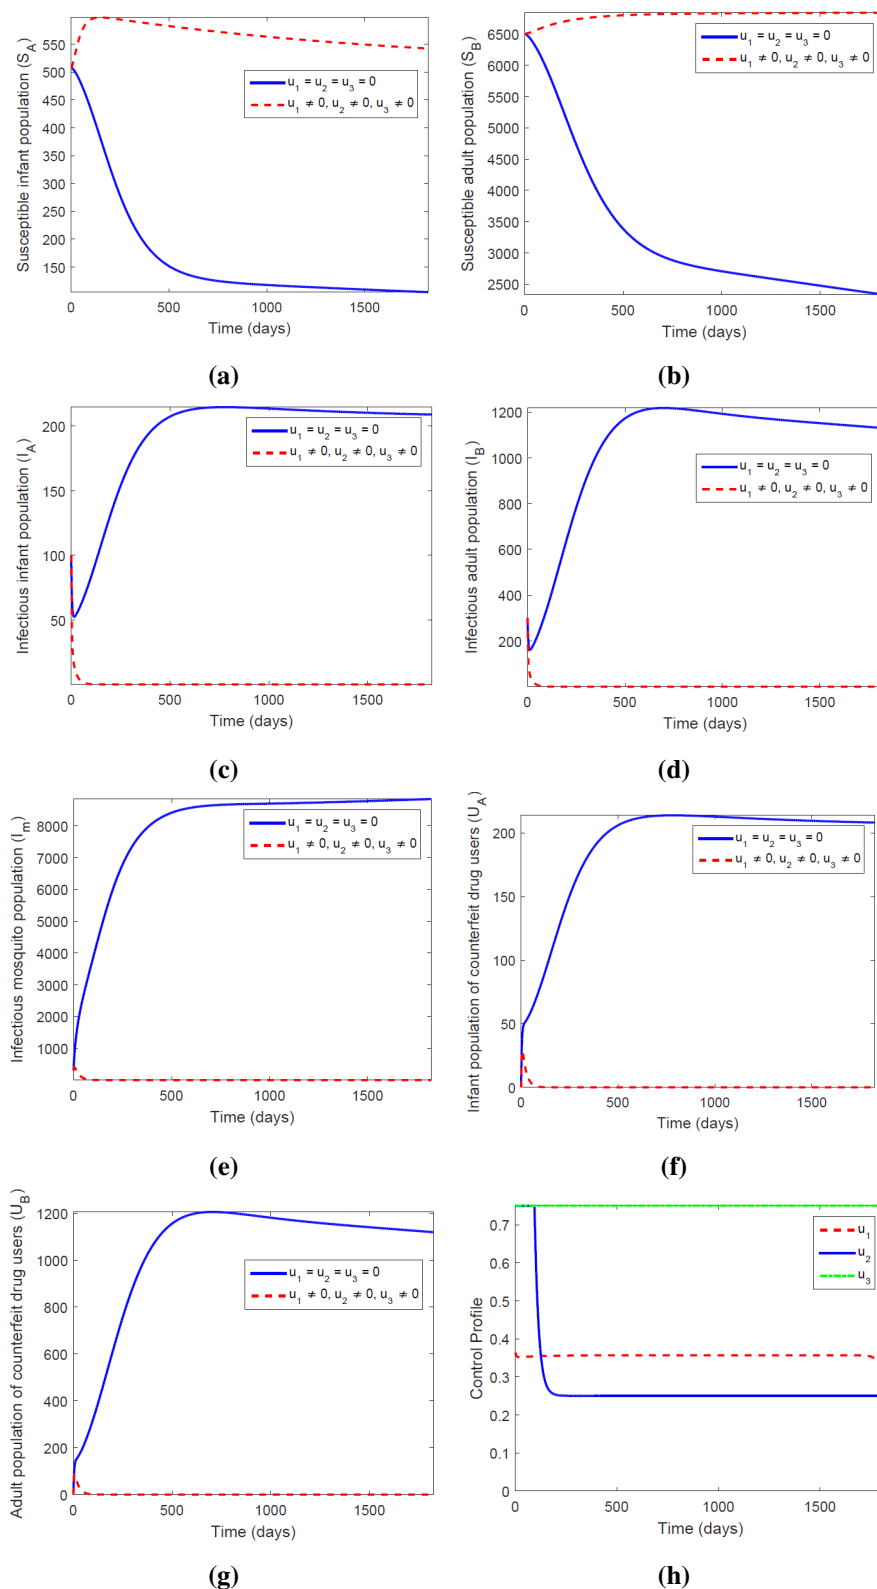 550
500
450
400
350
300
250
200
150
0 500 1000 1500
Susceptible infant population (S_A)
Time (days)
u_1 = u_2 = u_3 = 0
u_1 ≠ 0, u_2 ≠ 0, u_3 ≠ 0
(a)
6500
6000
5500
5000
4500
4000
3500
3000
2500
0 500 1000 1500
Susceptible adult population (S_B)
Time (days)
u_1 = u_2 = u_3 = 0
u_1 ≠ 0, u_2 ≠ 0, u_3 ≠ 0
(b)
200
150
100
50
0 500 1000 1500
Infectious infant population (I_A)
Time (days)
u_1 = u_2 = u_3 = 0
u_1 ≠ 0, u_2 ≠ 0, u_3 ≠ 0
(c)
1200
1000
800
600
400
200
0 500 1000 1500
Infectious adult population (I_B)
Time (days)
u_1 = u_2 = u_3 = 0
u_1 ≠ 0, u_2 ≠ 0, u_3 ≠ 0
(d)
8000
7000
6000
5000
4000
3000
2000
1000
0 500 1000 1500
Infectious mosquito population (I_m)
Time (days)
u_1 = u_2 = u_3 = 0
u_1 ≠ 0, u_2 ≠ 0, u_3 ≠ 0
(e)
200
150
100
50
0
0 500 1000 1500
Infant population of counterfeit drug users (U_A)
Time (days)
u_1 = u_2 = u_3 = 0
u_1 ≠ 0, u_2 ≠ 0, u_3 ≠ 0
(f)
1200
1000
800
600
400
200
0
0 500 1000 1500
Adult population of counterfeit drug users (U_B)
Time (days)
u_1 = u_2 = u_3 = 0
u_1 ≠ 0, u_2 ≠ 0, u_3 ≠ 0
(g)
0.7
0.6
0.5
0.4
0.3
0.2
0.1
0
0 500 1000 1500
Control Profile
Time (days)
u_1
u_2
u_3
(h)